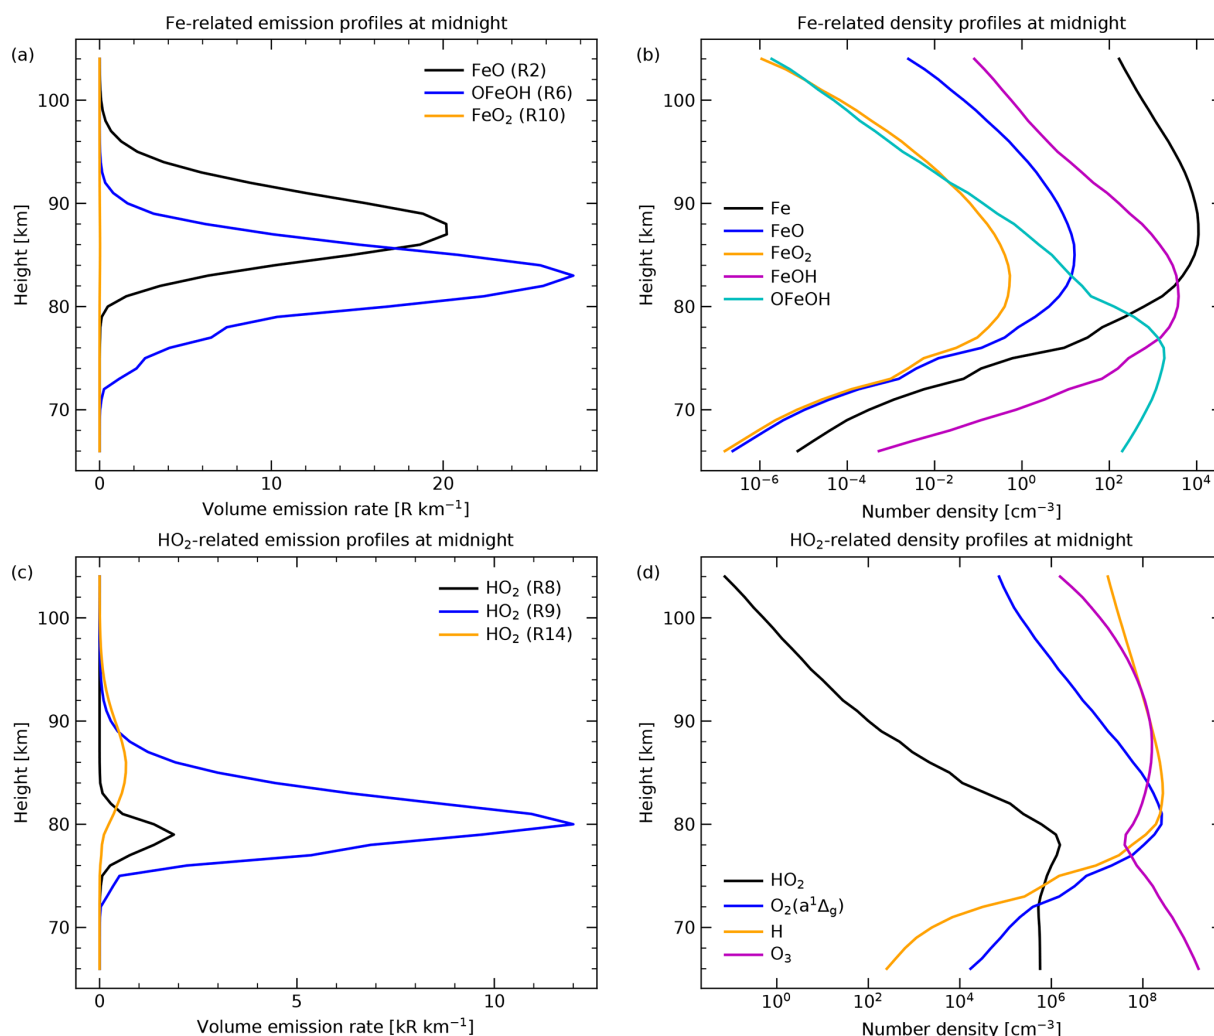 Fe-related emission profiles at midnight
(a)
FeO (R2)
OFeOH (R6)
FeO₂ (R10)
100
90
80
70
Height [km]
0
10
20
Volume emission rate [R km⁻¹]
Fe-related density profiles at midnight
(b)
Fe
FeO
FeO₂
FeOH
OFeOH
100
90
80
70
Height [km]
10⁻⁶
10⁻⁴
10⁻²
10⁰
10²
10⁴
Number density [cm⁻³]
HO₂-related emission profiles at midnight
(c)
HO₂ (R8)
HO₂ (R9)
HO₂ (R14)
100
90
80
70
Height [km]
0
5
10
Volume emission rate [kR km⁻¹]
HO₂-related density profiles at midnight
(d)
HO₂
O₂(a¹Δg)
H
O₃
100
90
80
70
Height [km]
10⁰
10²
10⁴
10⁶
10⁸
Number density [cm⁻³]